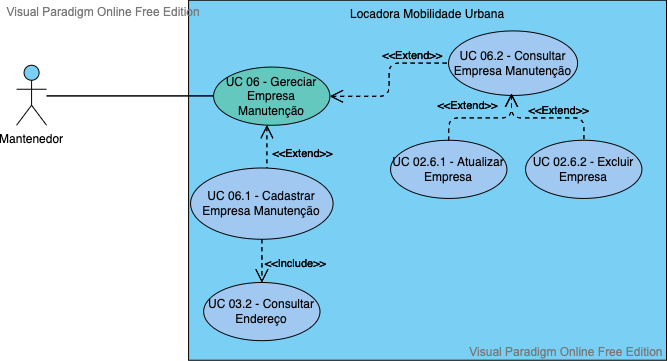 Visual Paradigm Online Free Edition
Locadora Mobilidade Urbana
<<Extend>>
UC 06.2 - Consultar
Empresa Manutenção
UC 06 - Gereciar
Empresa
Manutenção
Mantenedor
<<Extend>>
<<Extend>>
<<Extend>>
UC 02.6.1 - Atualizar
Empresa
UC 02.6.2 - Excluir
Empresa
UC 06.1 - Cadastrar
Empresa Manutenção
<<Include>>
UC 03.2 - Consultar
Endereço
Visual Paradigm Online Free Edition